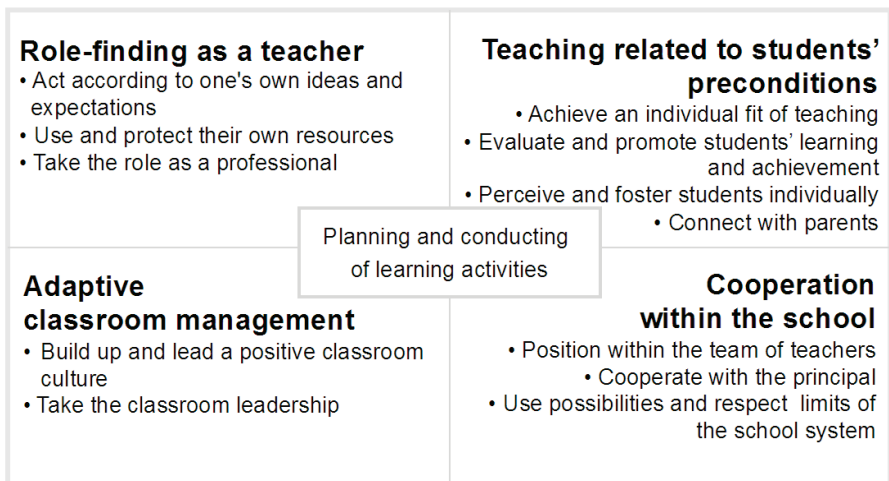 Role-finding as a teacher
• Act according to one's own ideas and
expectations
• Use and protect their own resources
• Take the role as a professional
Teaching related to students’
preconditions
• Achieve an individual fit of teaching
• Evaluate and promote students’ learning
and achievement
• Perceive and foster students individually
• Connect with parents
Planning and conducting
of learning activities
Adaptive
classroom management
• Build up and lead a positive classroom
culture
• Take the classroom leadership
Cooperation
within the school
• Position within the team of teachers
• Cooperate with the principal
• Use possibilities and respect limits of
the school system